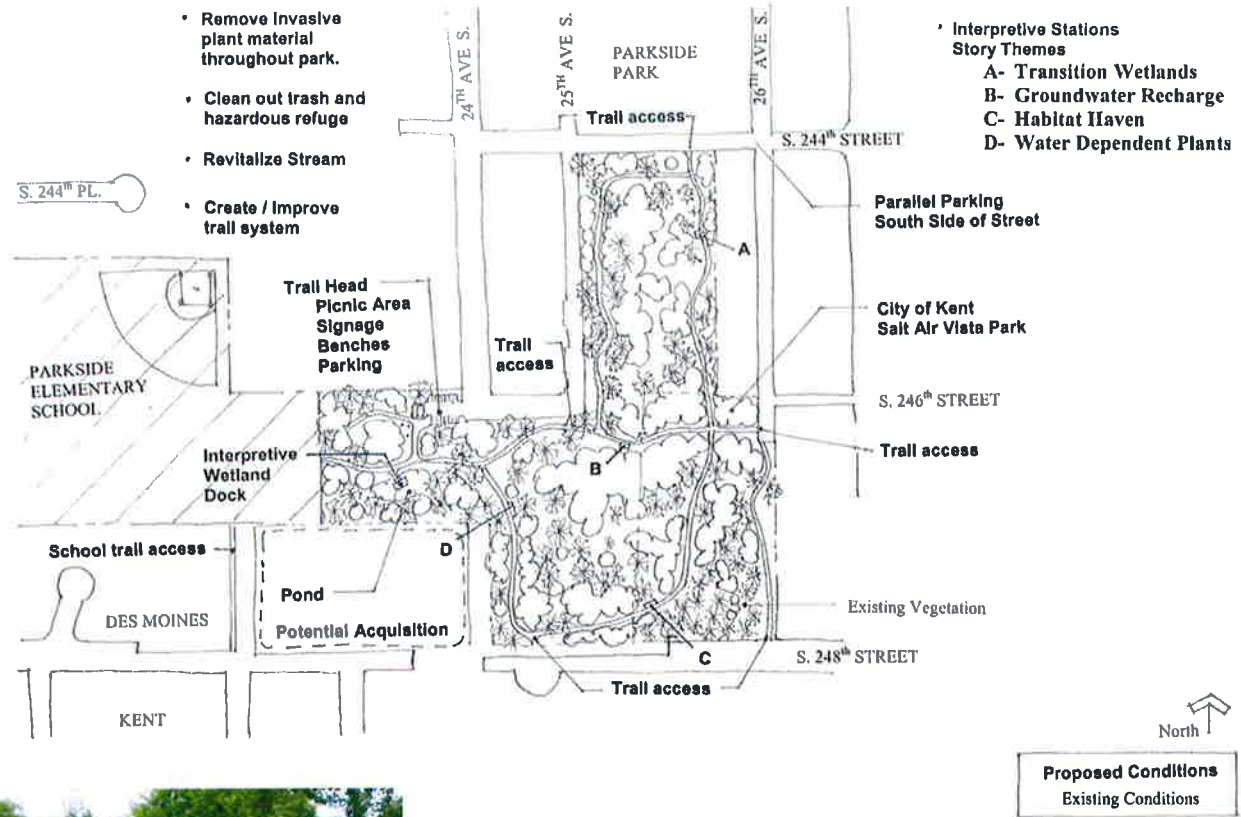 • Remove Invasive
plant material
throughout park.
• Clean out trash and
hazardous refuge
• Revitalize Stream
• Create / Improve
trail system
24TH AVE S.
25TH AVE S.
PARKSIDE
PARK
26TH AVE S.
• Interpretive Stations
Story Themes
A- Transition Wetlands
B- Groundwater Recharge
C- Habitat Haven
D- Water Dependent Plants
Trail access
S. 244th STREET
S. 244th PL.
Parallel Parking
South Side of Street
A
Trail Head
Picnic Area
Signage
Benches
Parking
City of Kent
Salt Air Vista Park
Trail
access
PARKSIDE
ELEMENTARY
SCHOOL
S. 246th STREET
Trail access
Interpretive
Wetland
Dock
B
D
School trail access
Pond
DES MOINES
Potential Acquisition
Existing Vegetation
C
S. 248th STREET
Trail access
KENT
North
Proposed Conditions
Existing Conditions